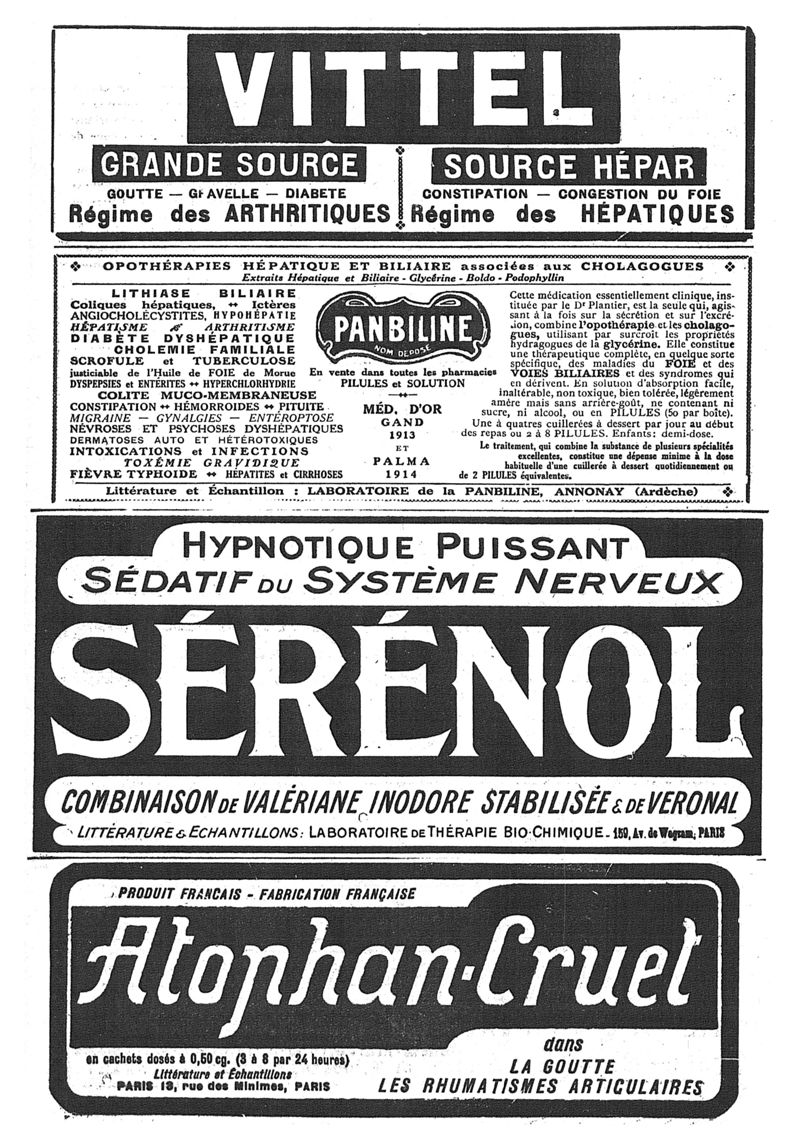 VITTEL
GRANDE SOURCE
GOUTTE — GRAVELLE — DIABETE
Régime des ARTHRITIQUES
SOURCE HÉPAR
CONSTIPATION — CONGESTION DU FOIE
Régime des HÉPATIQUES
OPOTHÉRAPIES HÉPATIQUE ET BILIAIRE associées aux CHOLAGOGUES
Extraits Hépatique et Biliaire - Glycérine - Boldo - Podophyllin
LITHIASE BILIAIRE
Coliques hépatiques, ↔ Ictères
ANGIOCHOLÉCYSTITES, HYPOHÉPATIE
HÉPATISME & ARTHRITISME
DIABÈTE DYSHÉPATIQUE
CHOLÉMIE FAMILIALE
SCROFULE et TUBERCULOSE
justiciable de l'Huile de FOIE de Morue
DYSPEPSIES et ENTÉRITES ↔ HYPERCHLORHYDRIE
COLITE MUCO-MEMBRANEUSE
CONSTIPATION ↔ HÉMORROIDES ↔ PITUITE
MIGRAINE — GYNALGIES — ENTÉROPTOSE
NÉVROSES ET PSYCHOSES DYSHÉPATIQUES
DERMATOSES AUTO ET HÉTÉROTOXIQUES
INTOXICATIONS et INFECTIONS
TOXÉMIE GRAVIDIQUE
FIÈVRE TYPHOIDE ↔ HÉPATITES et CIRRHOSES
PANBILINE
NOM DÉPOSÉ
En vente dans toutes les pharmacies
PILULES et SOLUTION
MÉD. D'OR
GAND
1913
ET
PALMA
1914
Cette médication essentiellement clinique, ins-
tituée par le Dr Plantier, est la seule qui, agis-
sant à la fois sur la sécrétion et sur l'excré-
tion, combine l'opothérapie et les cholago-
gues, utilisant par surcroît les propriétés
hydragogues de la glycérine. Elle constitue
une thérapeutique complète, en quelque sorte
spécifique, des maladies du FOIE et des
VOIES BILIAIRES et des syndromes qui
en dérivent. En solution d'absorption facile,
inaltérable, non toxique, bien tolérée, légèrement
amère mais sans arrière-goût, ne contenant ni
sucre, ni alcool, ou en PILULES (50 par boîte).
Une à quatres cuillerées à dessert par jour au début
des repas ou 2 à 8 PILULES. Enfants: demi-dose.
Le traitement, qui combine la substance de plusieurs spécialités
excellentes, constitue une dépense minime à la dose
habituelle d'une cuillerée à dessert quotidiennement ou
de 2 PILULES équivalentes.
Littérature et Échantillon : LABORATOIRE de la PANBILINE, ANNONAY (Ardèche)
HYPNOTIQUE PUISSANT
SÉDATIF DU SYSTÈME NERVEUX
SÉRÉNOL
COMBINAISON DE VALÉRIANE INODORE STABILISÉE & DE VERONAL
LITTÉRATURE & ECHANTILLONS: LABORATOIRE DE THÉRAPIE BIO-CHIMIQUE - 159, Av. de Wagram, PARIS
PRODUIT FRANCAIS - FABRICATION FRANÇAISE
Atophan-Cruet
en cachets dosés à 0,50 cg. (3 à 8 par 24 heures)
Littérature et Échantillons
PARIS 13, rue des Minimes, PARIS
dans
LA GOUTTE
LES RHUMATISMES ARTICULAIRES